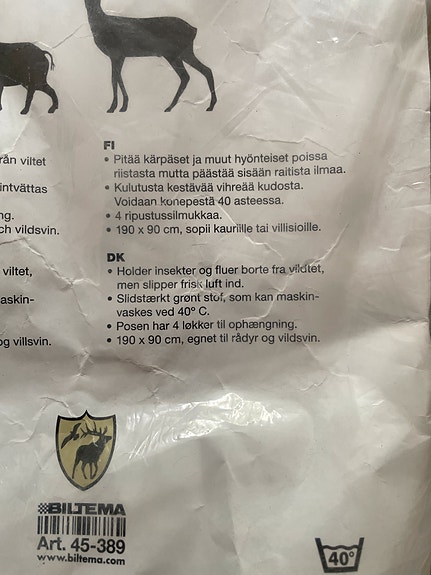 rån viltet
intvättas
ng.
ch vildsvin.
viltet,
maskin-
og villsvin.
FI
• Pitää kärpäset ja muut hyönteiset poissa
riistasta mutta päästää sisään raitista ilmaa.
• Kulutusta kestävää vihreää kudosta.
Voidaan konepestä 40 asteessa.
• 4 ripustussilmukkaa.
• 190 x 90 cm, sopii kauriille tai villisioille.
DK
• Holder insekter og fluer borte fra vildtet,
men slipper frisk luft ind.
• Slidstærkt grønt stof, som kan maskin-
vaskes ved 40° C.
• Posen har 4 løkker til ophængning.
• 190 x 90 cm, egnet til rådyr og vildsvin.
BILTEMA
Art. 45-389
www.biltema.com
40°